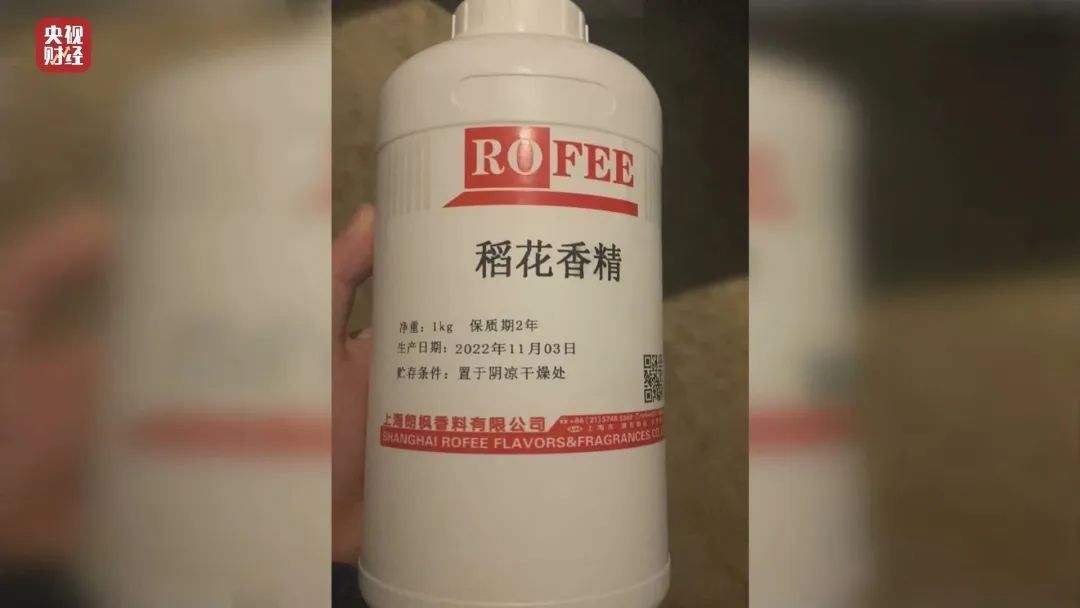 央视
财经
ROFEE
稻花香精
净重：1kg 保质期2年
生产日期：2022年11月03日
贮存条件：置于阴凉干燥处
上海朗枫香料有限公司
SHANGHAI ROFEE FLAVORS&FRAGRANCES CO